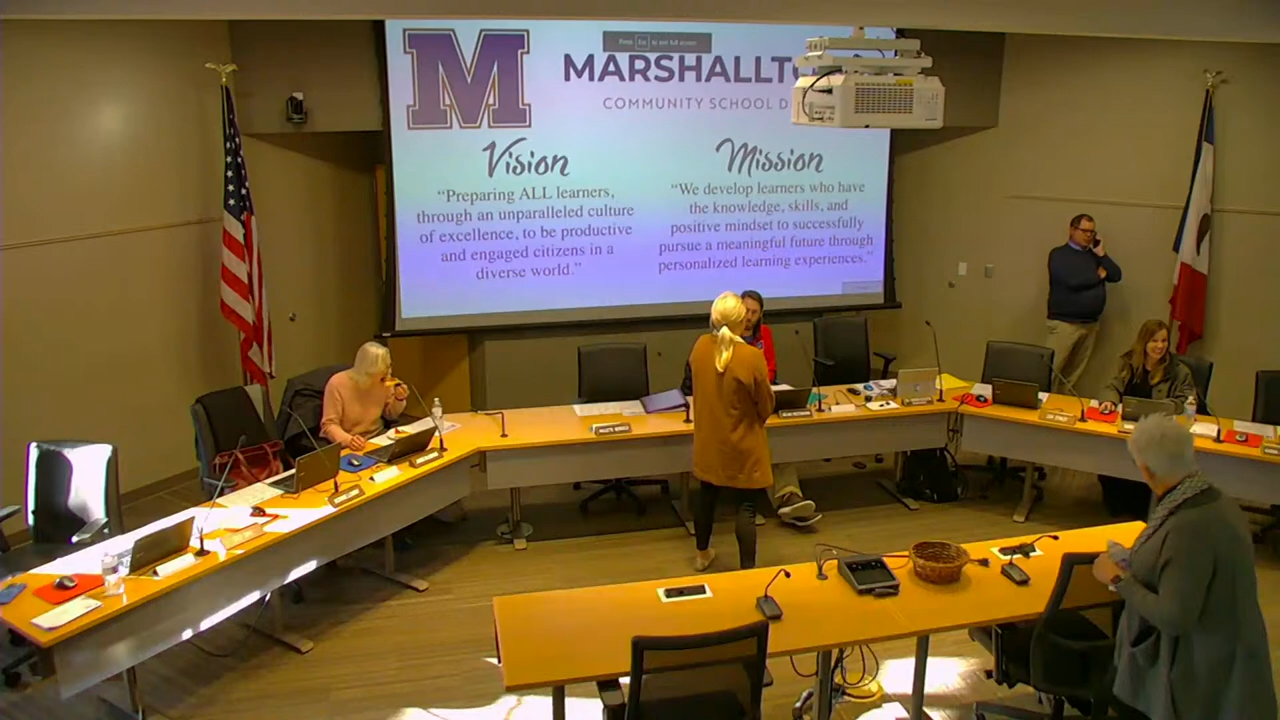 M
MARSHALLT
COMMUNITY SCHOOL D
Vision
“Preparing ALL learners,
through an unparalleled culture
of excellence, to be productive
and engaged citizens in a
diverse world.”
Mission
“We develop learners who have
the knowledge, skills, and
positive mindset to successfully
pursue a meaningful future through
personalized learning experiences.”